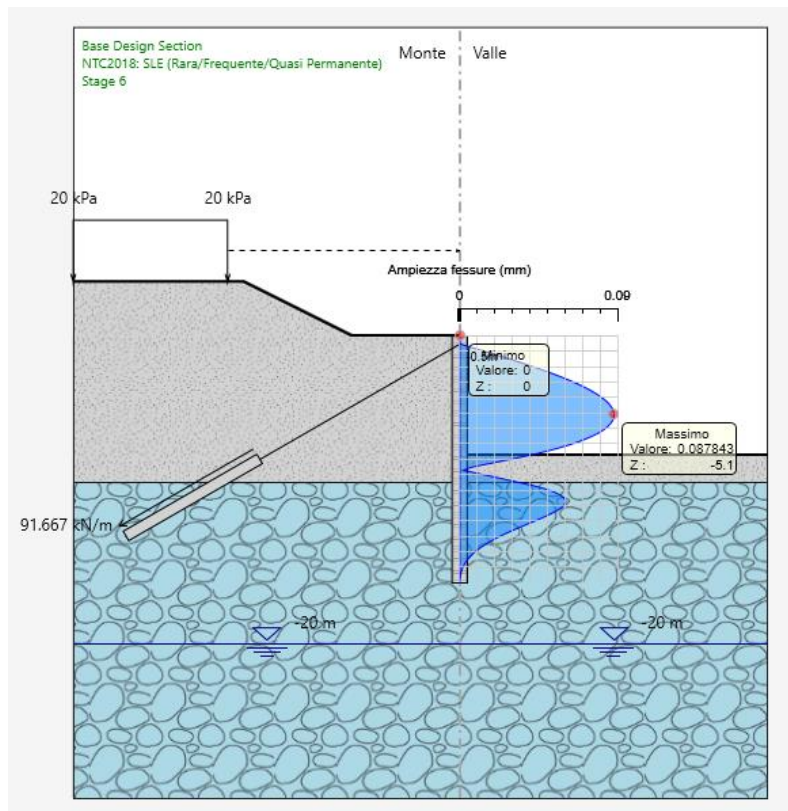 Base Design Section
NTC2018: SLE (Rara/Frequente/Quasi Permanente)
Stage 6
Monte
Valle
20 kPa
20 kPa
Ampiezza fessure (mm)
0
0.09
Minimo
Valore: 0
Z : 0
Massimo
Valore: 0.087843
Z : -5.1
91.667 kN/m
-20 m
-20 m